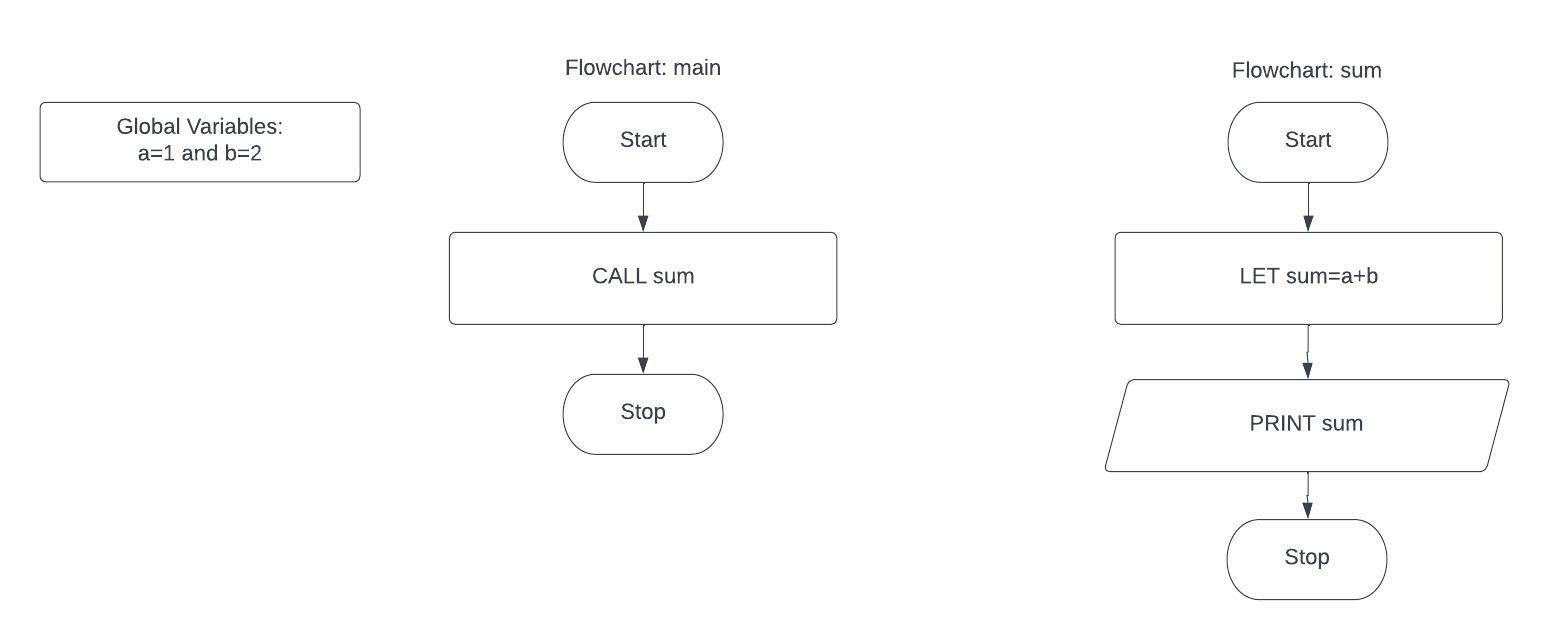 Global Variables:
a=1 and b=2
Flowchart: main
Start
CALL sum
Stop
Flowchart: sum
Start
LET sum=a+b
PRINT sum
Stop